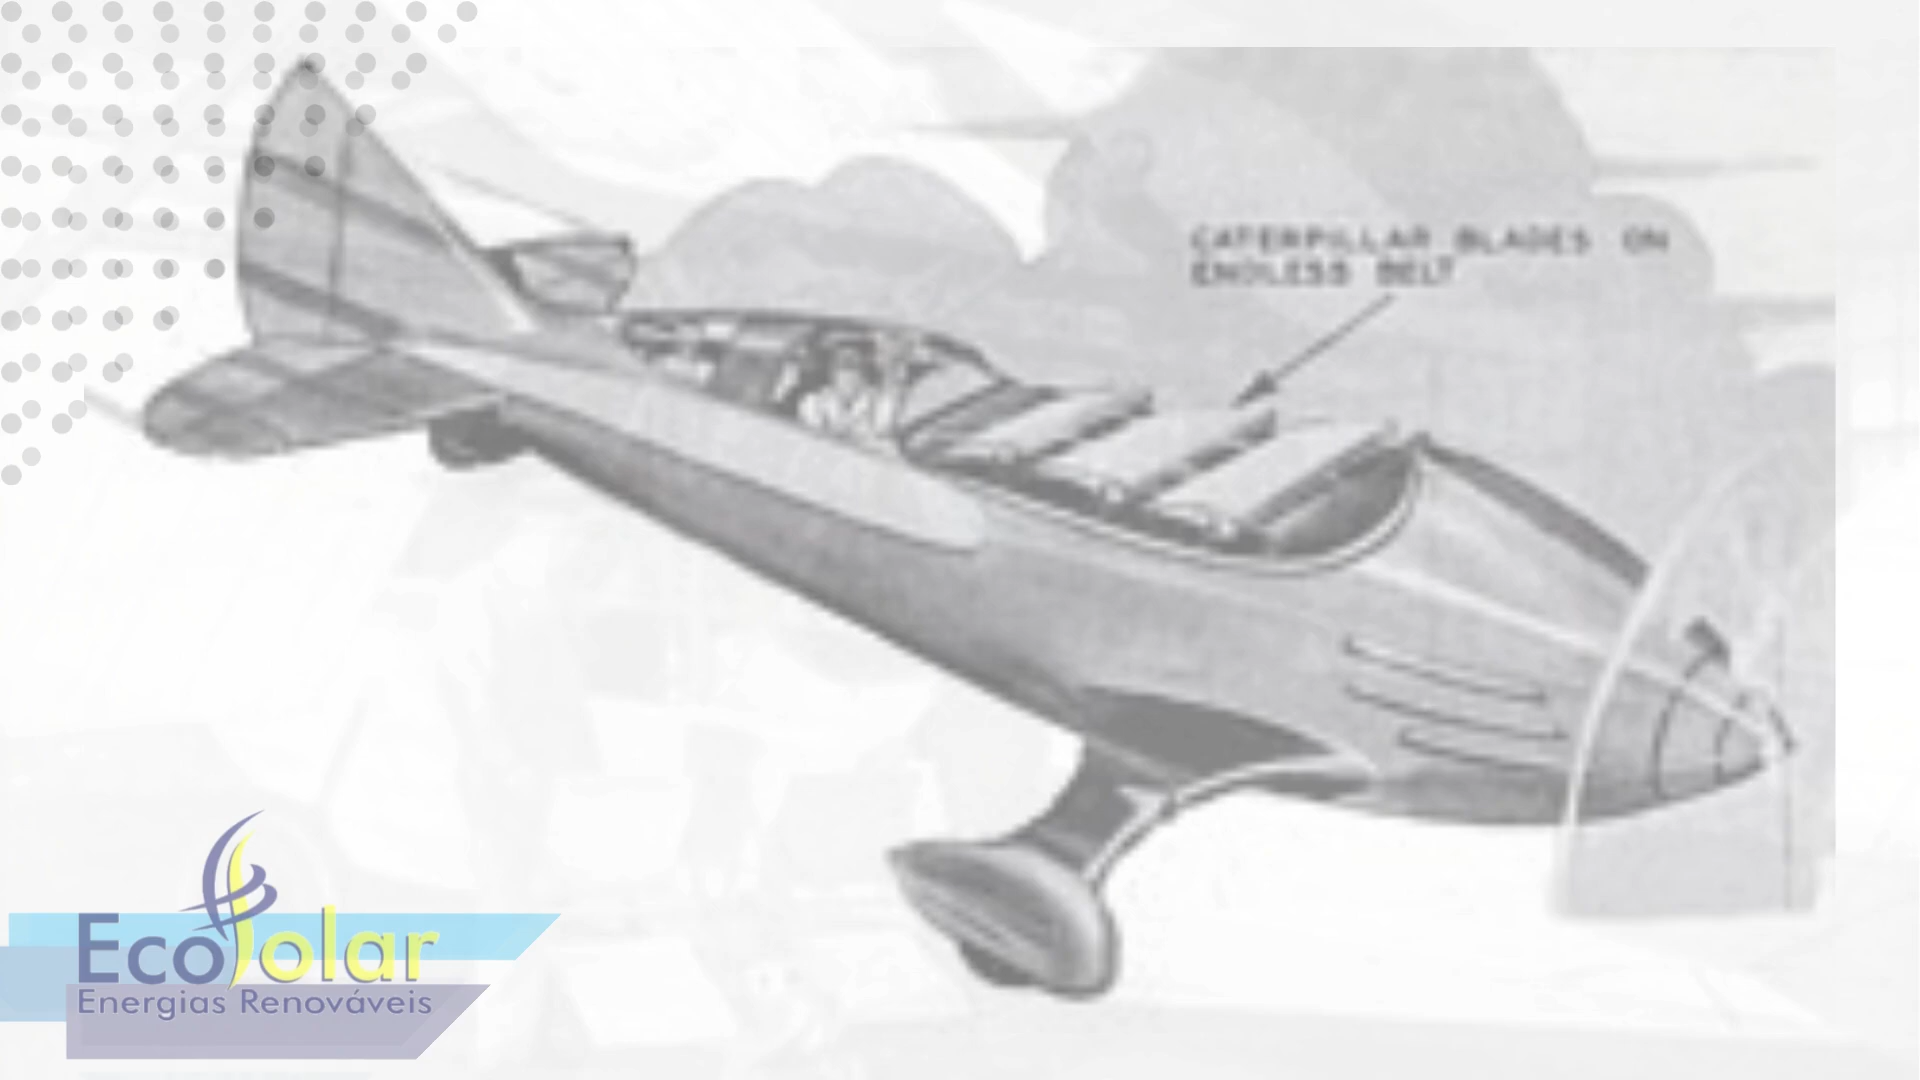 CATERPILLAR BLADES ON
ENDLESS BELT
EcoSolar
Energias Renováveis